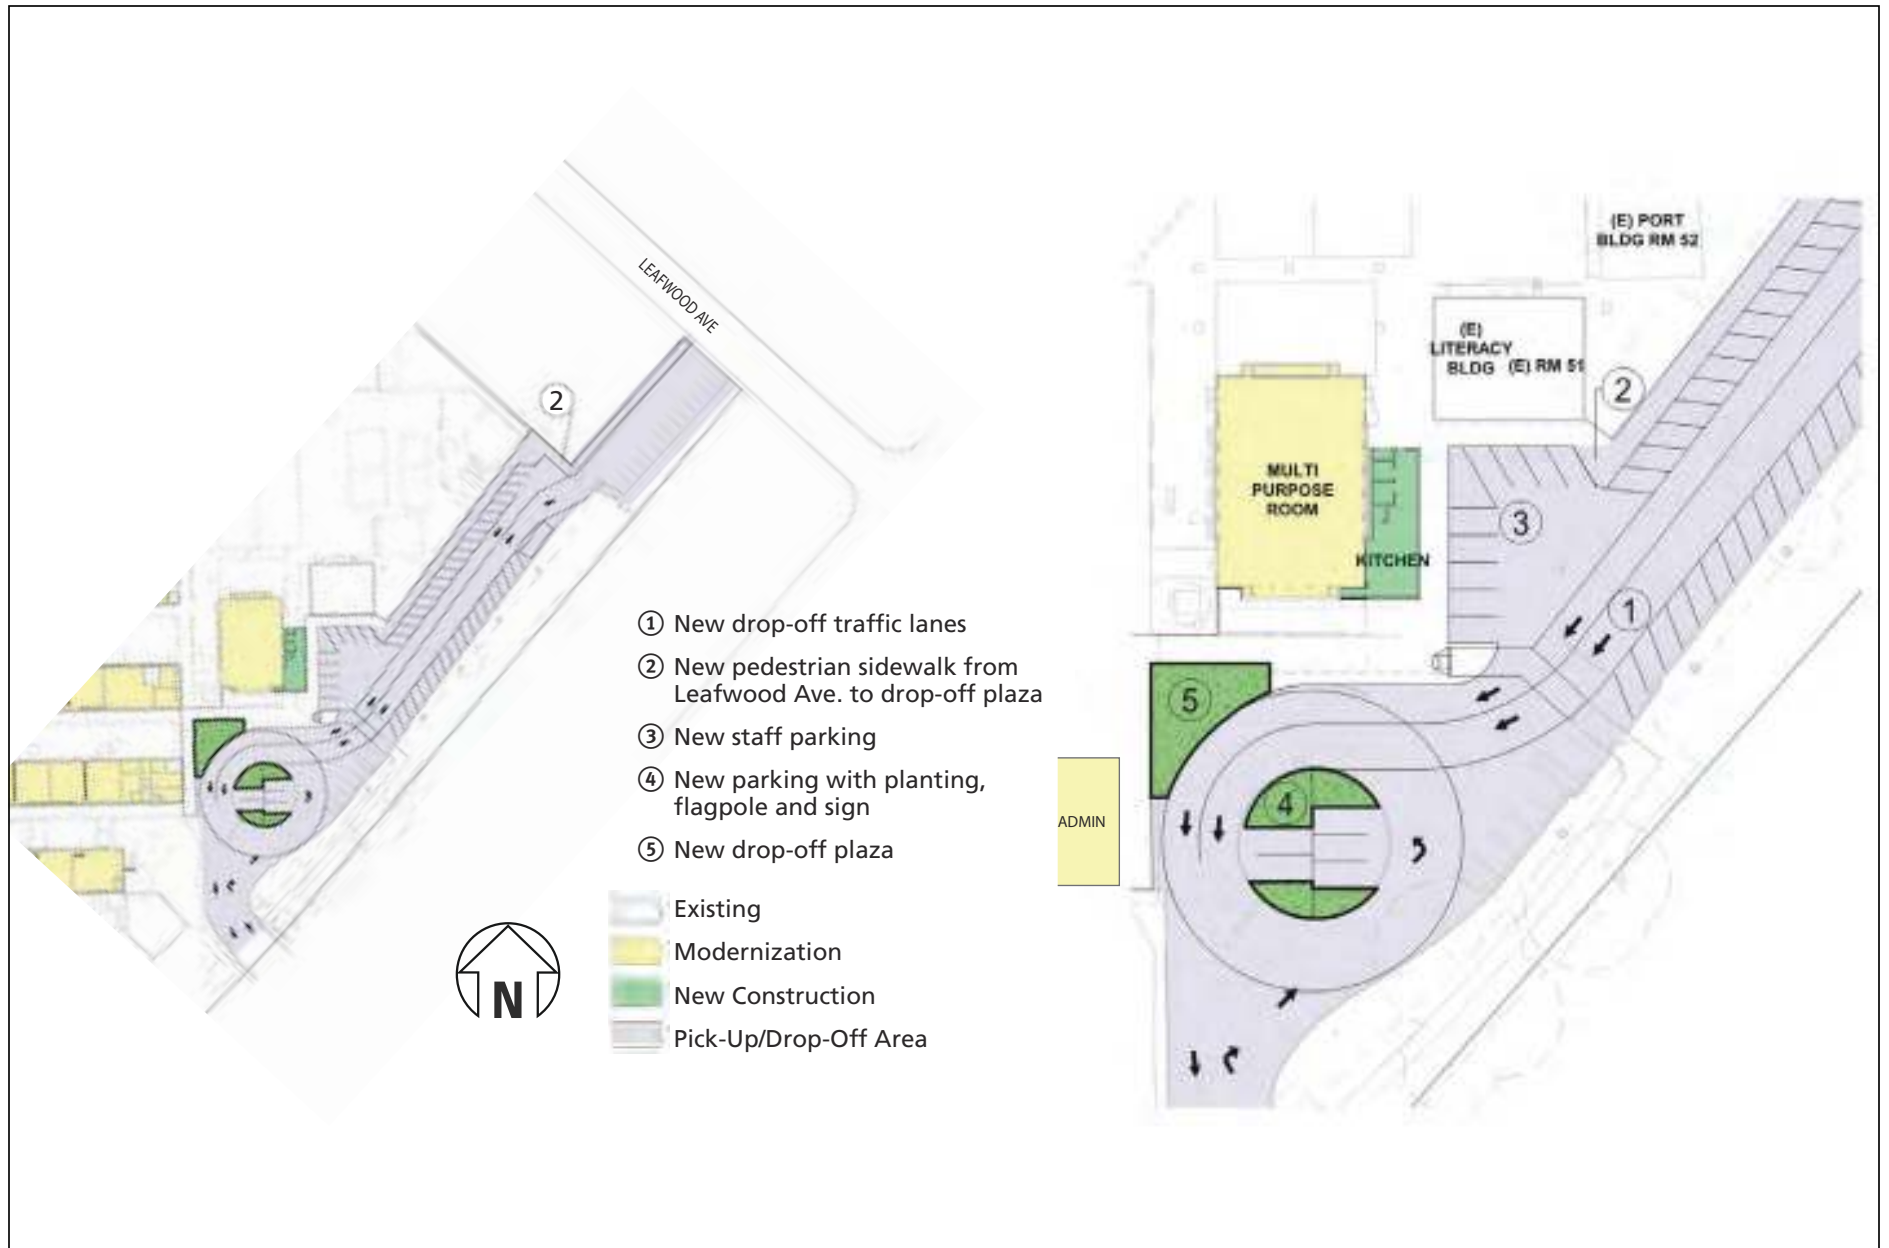 LEAFWOOD AVE
2
① New drop-off traffic lanes
② New pedestrian sidewalk from
Leafwood Ave. to drop-off plaza
③ New staff parking
④ New parking with planting,
flagpole and sign
⑤ New drop-off plaza
Existing
Modernization
New Construction
Pick-Up/Drop-Off Area
N
(E) PORT
BLDG RM 52
(E)
LITERACY
BLDG (E) RM 51
2
MULTI
PURPOSE
ROOM
KITCHEN
3
1
5
4
ADMIN